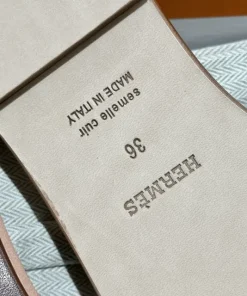 semelle cuir
MADE IN ITALY
36
HERMÈS